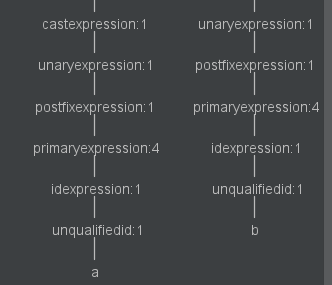 castexpression:1 unaryexpression:1
unaryexpression:1 postfixexpression:1
postfixexpression:1 primaryexpression:4
primaryexpression:4 idexpression:1
idexpression:1 unqualifiedid:1
unqualifiedid:1 b
a